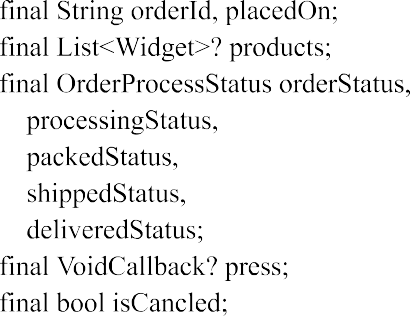 final String orderId, placedOn;
final List<Widget>? products;
final OrderProcessStatus orderStatus,
processingStatus,
packedStatus,
shippedStatus,
deliveredStatus;
final VoidCallback? press;
final bool isCancled;